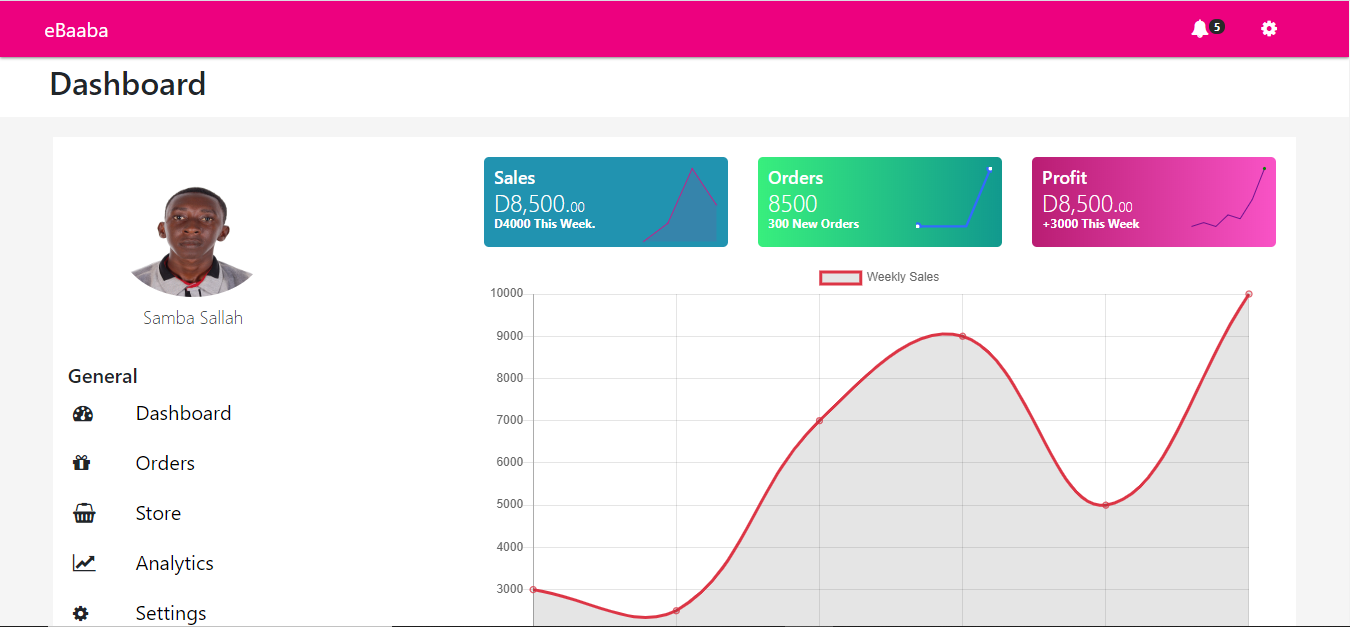 eBaaba
5
Dashboard
Samba Sallah
General
Dashboard
Orders
Store
Analytics
Settings
Sales
D8,500.00
D4000 This Week.
Orders
8500
300 New Orders
Profit
D8,500.00
+3000 This Week
Weekly Sales
10000
9000
8000
7000
6000
5000
4000
3000